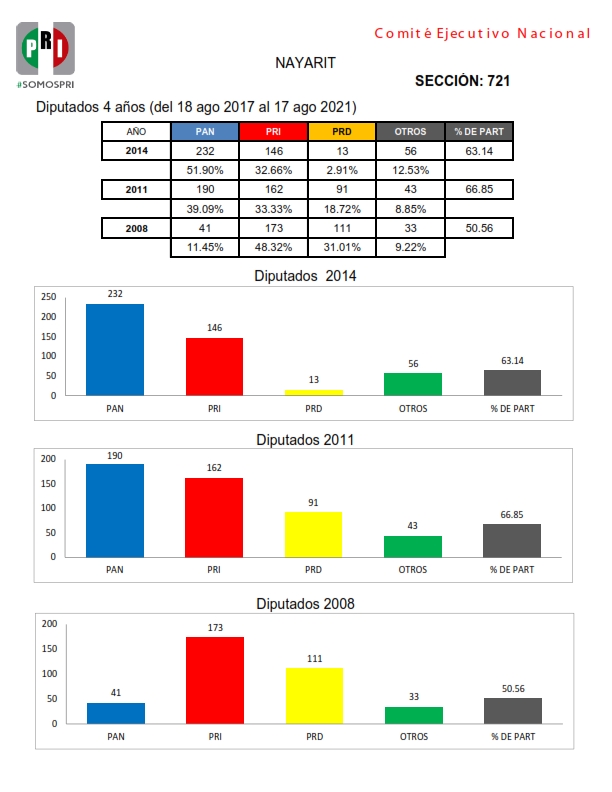 Comité Ejecutivo Nacional
PRI
#SOMOSPRI
NAYARIT
SECCIÓN: 721
Diputados 4 años (del 18 ago 2017 al 17 ago 2021)
AÑO PAN PRI PRD OTROS % DE PART
2014 232 146 13 56 63.14
51.90% 32.66% 2.91% 12.53%
2011 190 162 91 43 66.85
39.09% 33.33% 18.72% 8.85%
2008 41 173 111 33 50.56
11.45% 48.32% 31.01% 9.22%
Diputados 2014
250
200
150
100
50
0
232
146
13
56
63.14
PAN PRI PRD OTROS % DE PART
Diputados 2011
200
150
100
50
0
190
162
91
43
66.85
PAN PRI PRD OTROS % DE PART
Diputados 2008
200
150
100
50
0
41
173
111
33
50.56
PAN PRI PRD OTROS % DE PART